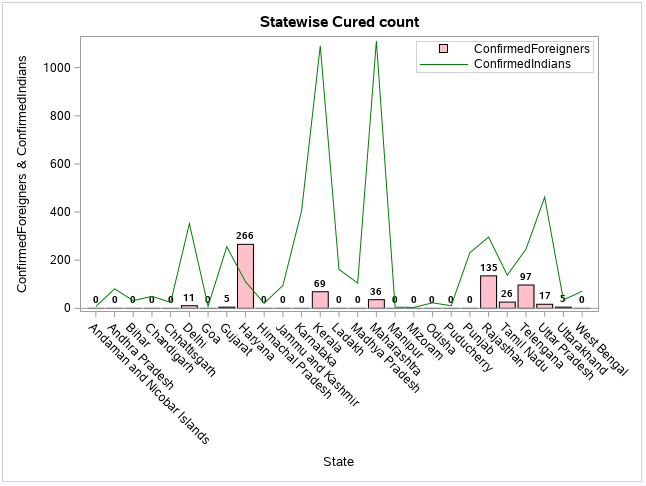 Statewise Cured count
ConfirmedForeigners & ConfirmedIndians
ConfirmedForeigners
ConfirmedIndians
1000
800
600
400
200
0
0
0
0
0
0
11
0
5
266
0
0
0
69
0
0
36
0
0
0
0
0
135
26
97
17
5
0
Andaman and Nicobar Islands
Andhra Pradesh
Bihar
Chandigarh
Chhattisgarh
Delhi
Goa
Gujarat
Haryana
Himachal Pradesh
Jammu and Kashmir
Karnataka
Kerala
Ladakh
Madhya Pradesh
Maharashtra
Manipur
Mizoram
Odisha
Puducherry
Punjab
Rajasthan
Tamil Nadu
Telengana
Uttar Pradesh
Uttarakhand
West Bengal
State